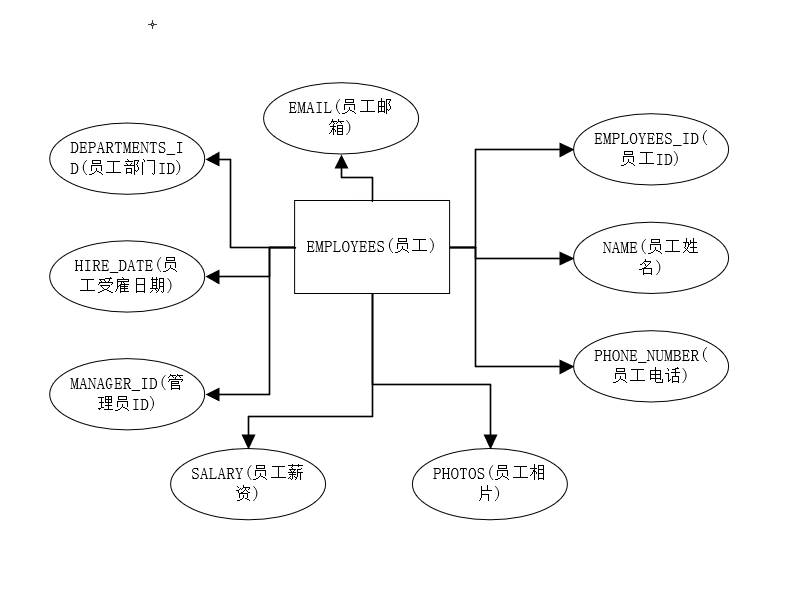 EMAIL(员工邮
箱)
DEPARTMENTS_I
D(员工部门ID)
EMPLOYEES_ID(
员工ID)
EMPLOYEES(员工)
HIRE_DATE(员
工受雇日期)
NAME(员工姓
名)
MANAGER_ID(管
理员ID)
PHONE_NUMBER(
员工电话)
SALARY(员工薪
资)
PHOTOS(员工相
片)